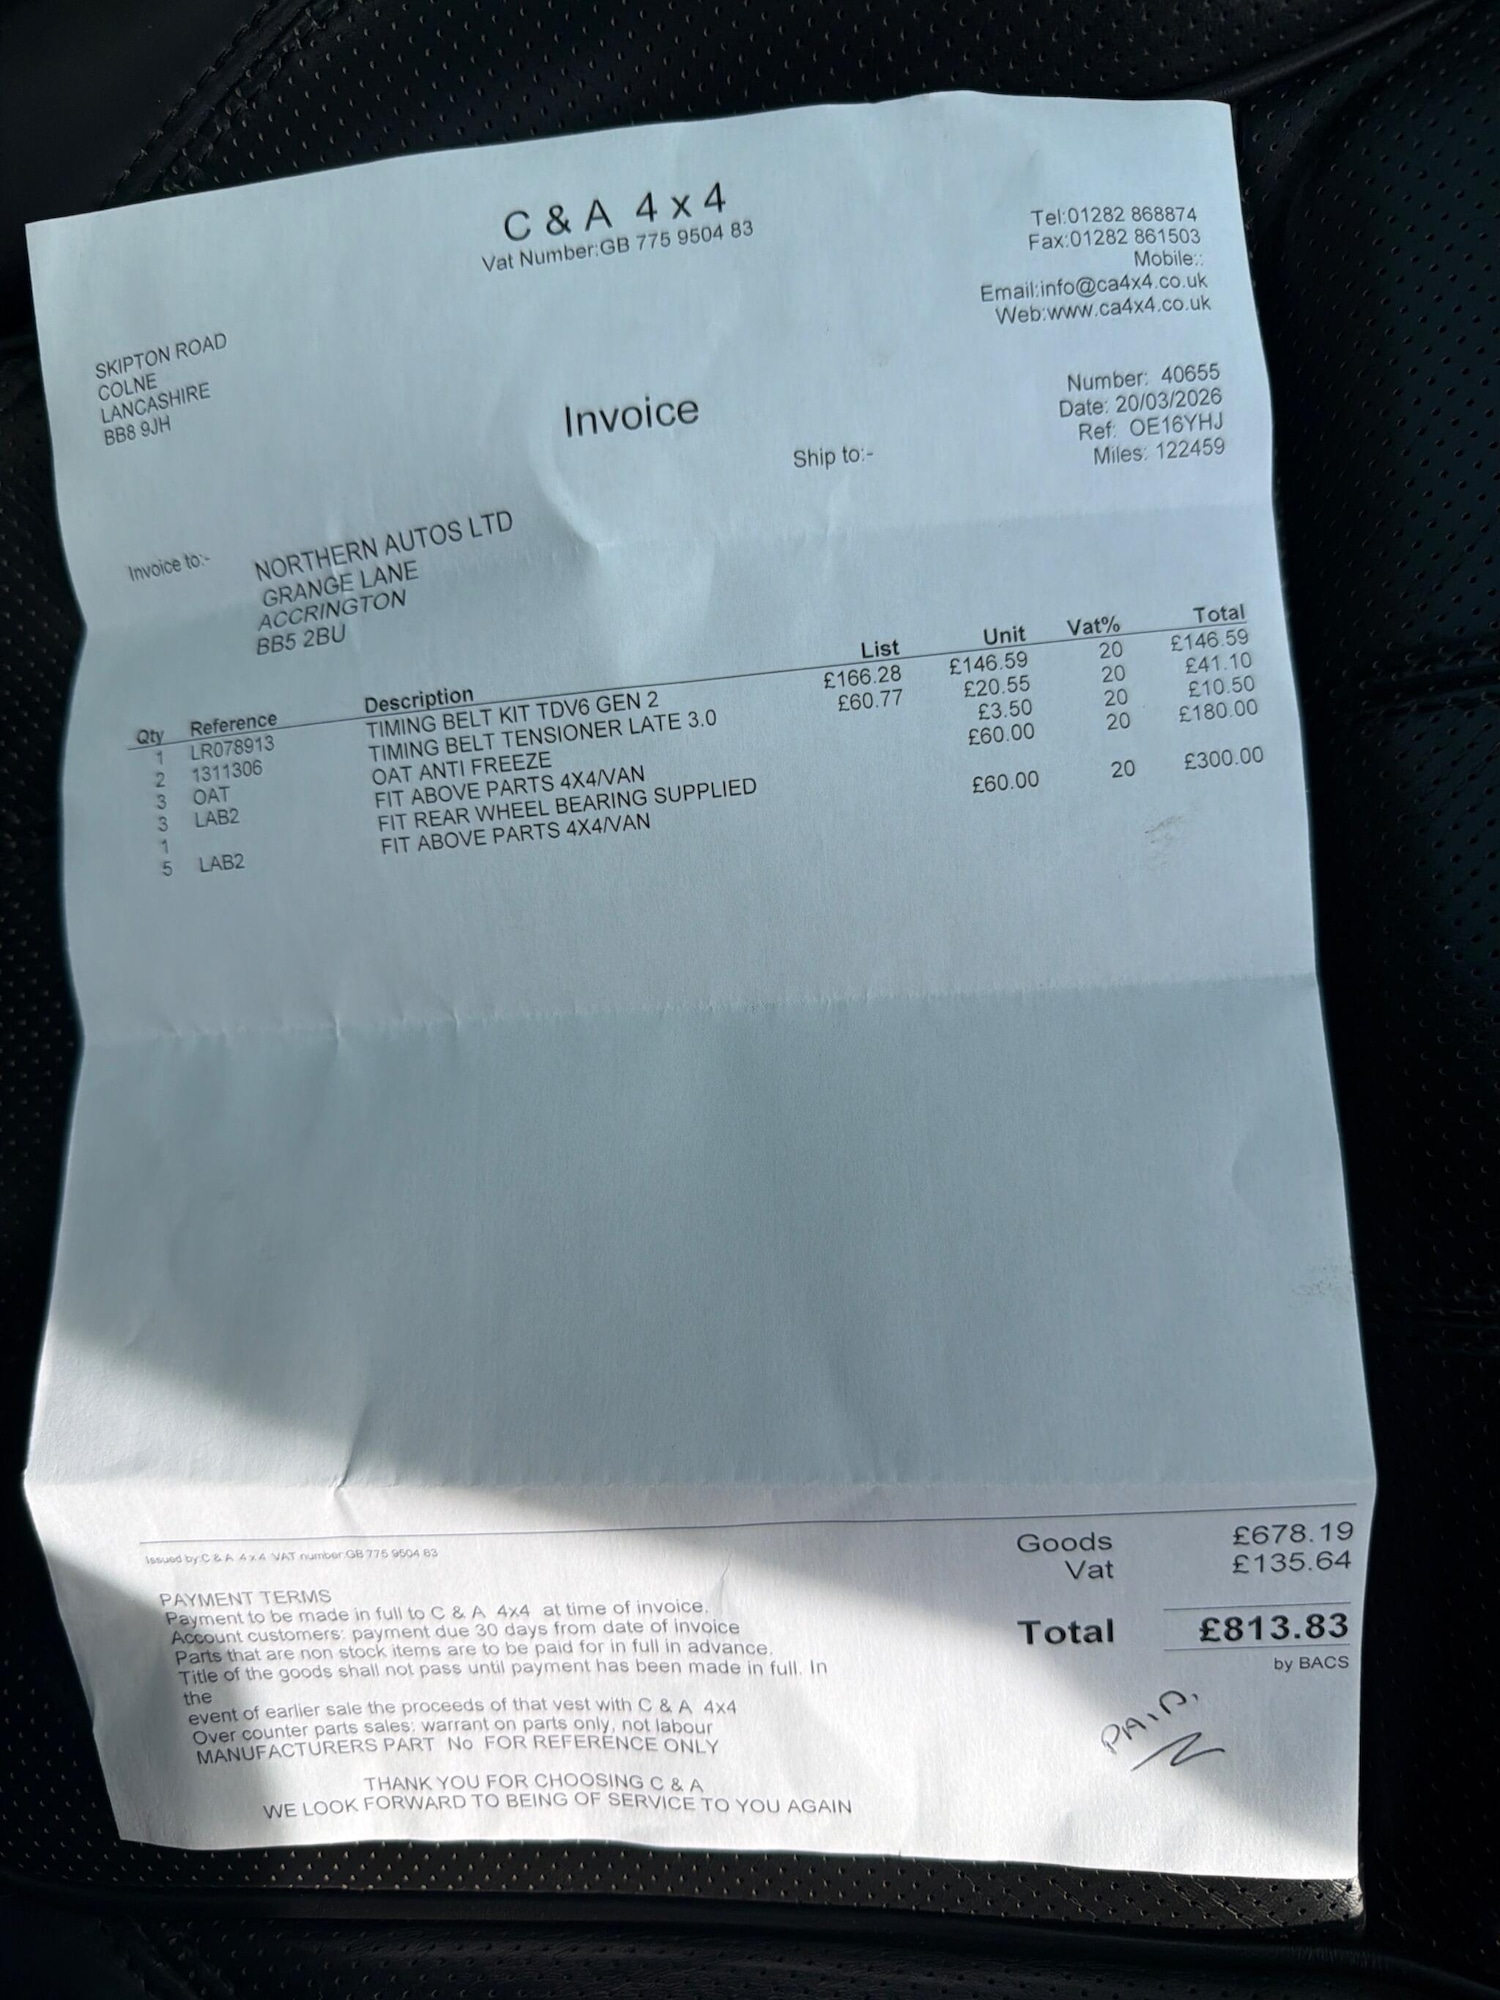 C & A 4 x 4
Vat Number:GB 775 9504 83
Tel:01282 868874
Fax:01282 861503
Mobile::
Email:info@ca4x4.co.uk
Web:www.ca4x4.co.uk
SKIPTON ROAD
COLNE
LANCASHIRE
BB8 9JH
Invoice
Number: 40655
Date: 20/03/2026
Ref: OE16YHJ
Miles: 122459
Ship to:-
Invoice to:-
NORTHERN AUTOS LTD
GRANGE LANE
ACCRINGTON
BB5 2BU
Qty Reference Description List Unit Vat% Total
1 LR078913 TIMING BELT KIT TDV6 GEN 2 £166.28 £146.59 20 £146.59
2 1311306 TIMING BELT TENSIONER LATE 3.0 £60.77 £20.55 20 £41.10
3 OAT OAT ANTI FREEZE £3.50 20 £10.50
3 LAB2 FIT ABOVE PARTS 4X4/VAN £60.00 20 £180.00
1 FIT REAR WHEEL BEARING SUPPLIED
5 LAB2 FIT ABOVE PARTS 4X4/VAN £60.00 20 £300.00
Issued by:C & A 4 x 4 VAT number GB 775 9504 83
Goods £678.19
Vat £135.64
Total £813.83
by BACS
PAID.
PAYMENT TERMS
Payment to be made in full to C & A 4x4 at time of invoice.
Account customers: payment due 30 days from date of invoice
Parts that are non stock items are to be paid for in full in advance.
Title of the goods shall not pass until payment has been made in full. In
the
event of earlier sale the proceeds of that vest with C & A 4x4
Over counter parts sales: warrant on parts only, not labour
MANUFACTURERS PART No FOR REFERENCE ONLY
THANK YOU FOR CHOOSING C & A
WE LOOK FORWARD TO BEING OF SERVICE TO YOU AGAIN